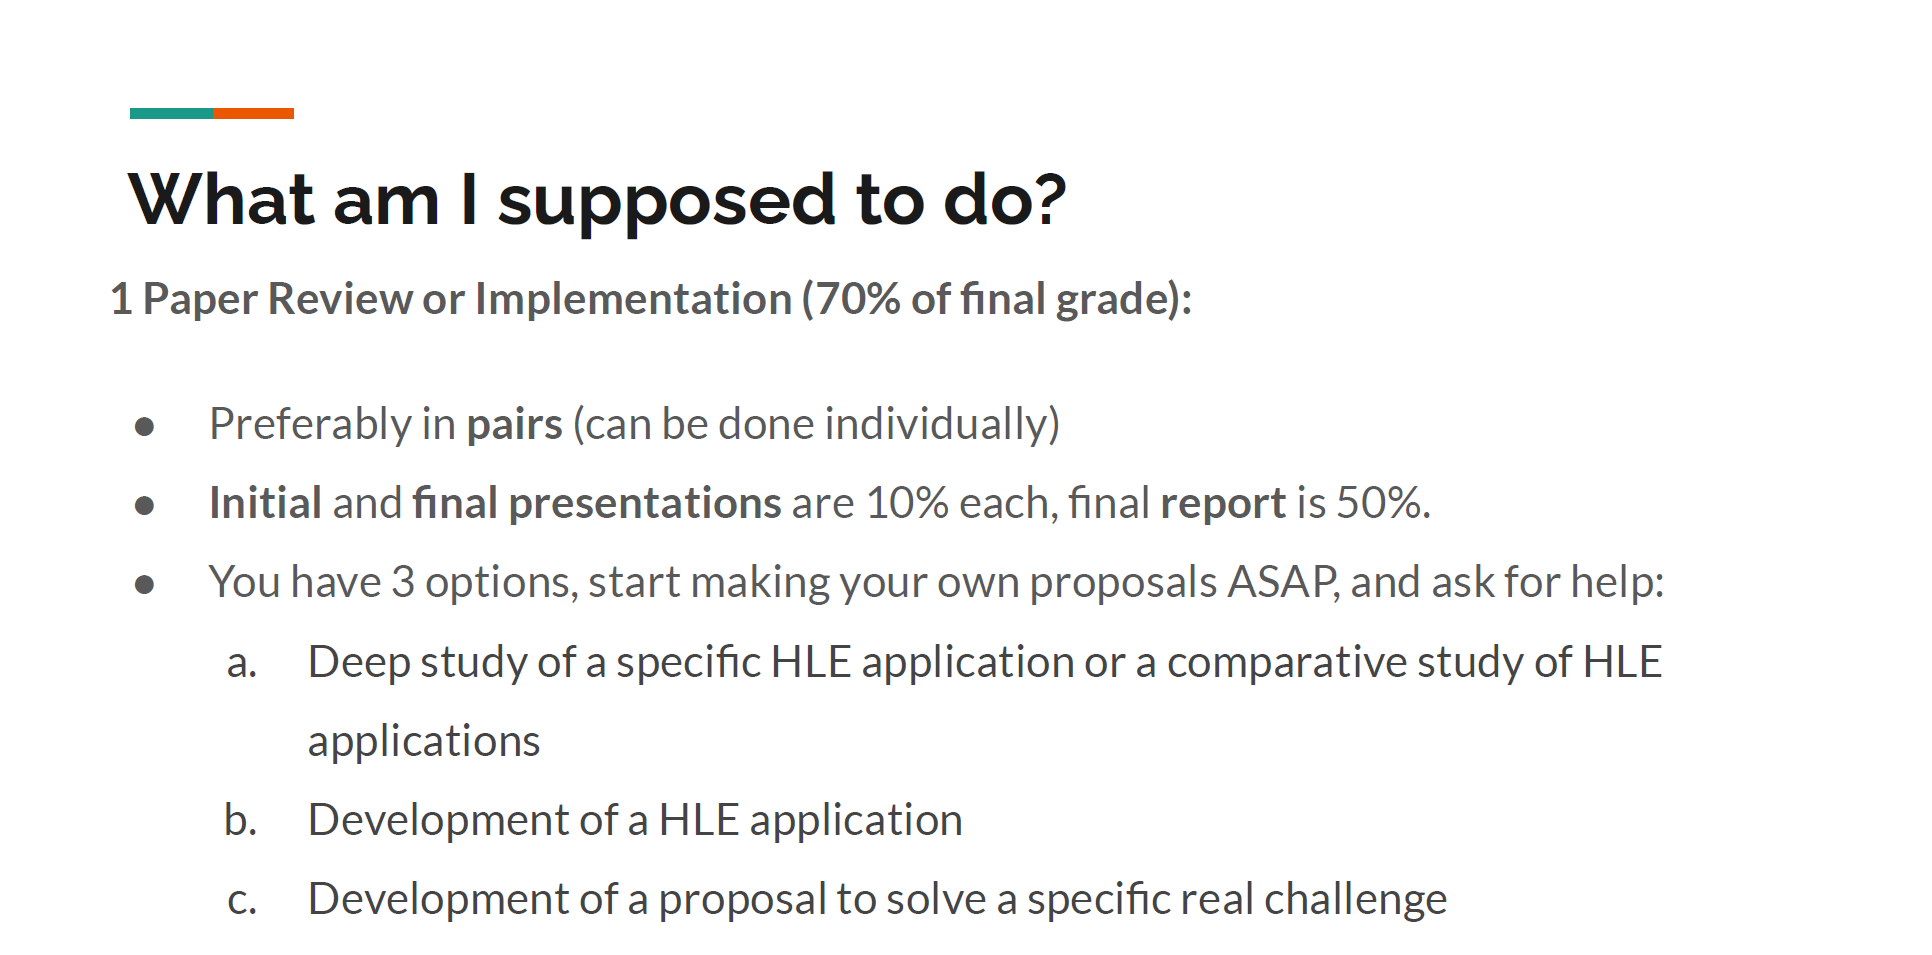 What am I supposed to do?
1 Paper Review or Implementation (70% of final grade):
● Preferably in pairs (can be done individually)
● Initial and final presentations are 10% each, final report is 50%.
● You have 3 options, start making your own proposals ASAP, and ask for help:
a. Deep study of a specific HLE application or a comparative study of HLE
applications
b. Development of a HLE application
c. Development of a proposal to solve a specific real challenge